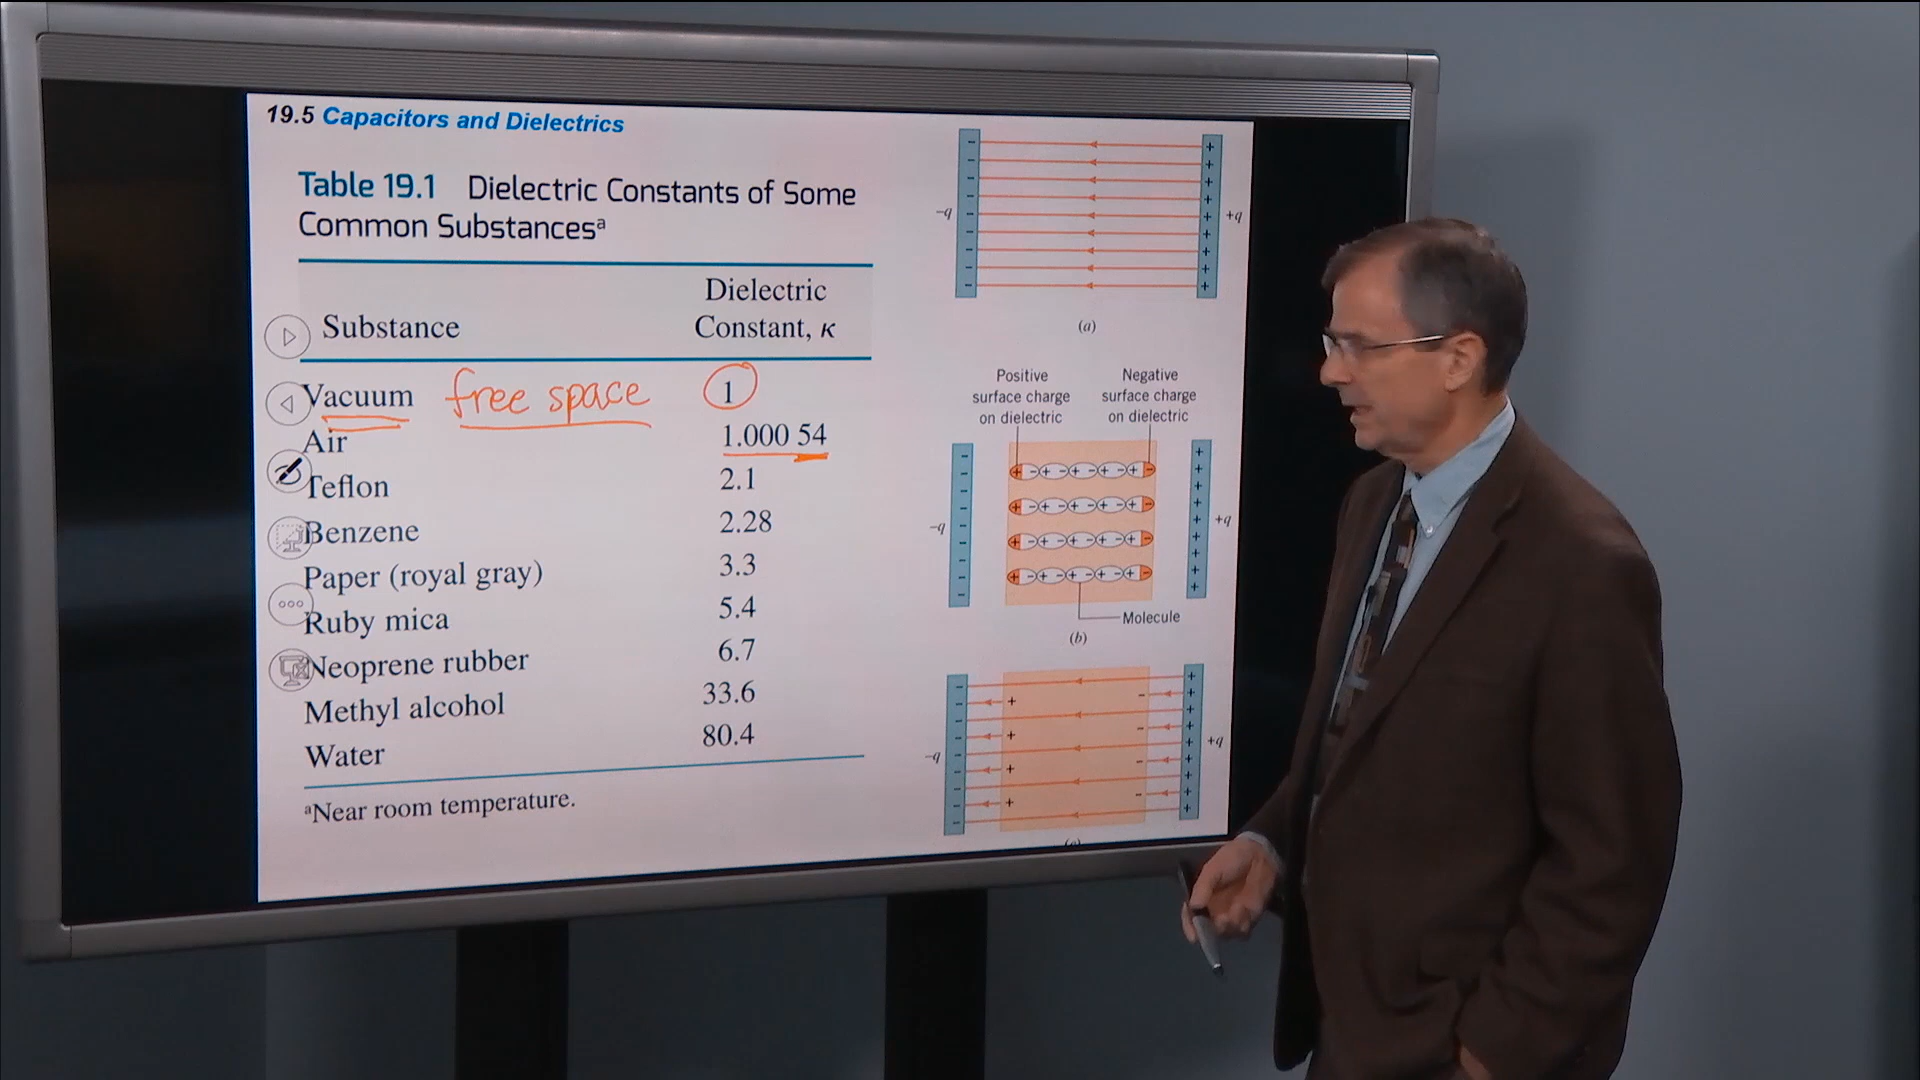 19.5 Capacitors and Dielectrics
Table 19.1 Dielectric Constants of Some
Common Substancesᵃ
Substance
Dielectric
Constant, κ
Vacuum free space 1
Air 1.000 54
Teflon 2.1
Benzene 2.28
Paper (royal gray) 3.3
Ruby mica 5.4
Neoprene rubber 6.7
Methyl alcohol 33.6
Water 80.4
ᵃNear room temperature.
−q
+q
(a)
Positive
surface charge
on dielectric
Negative
surface charge
on dielectric
−q
+q
Molecule
(b)
−q
+q